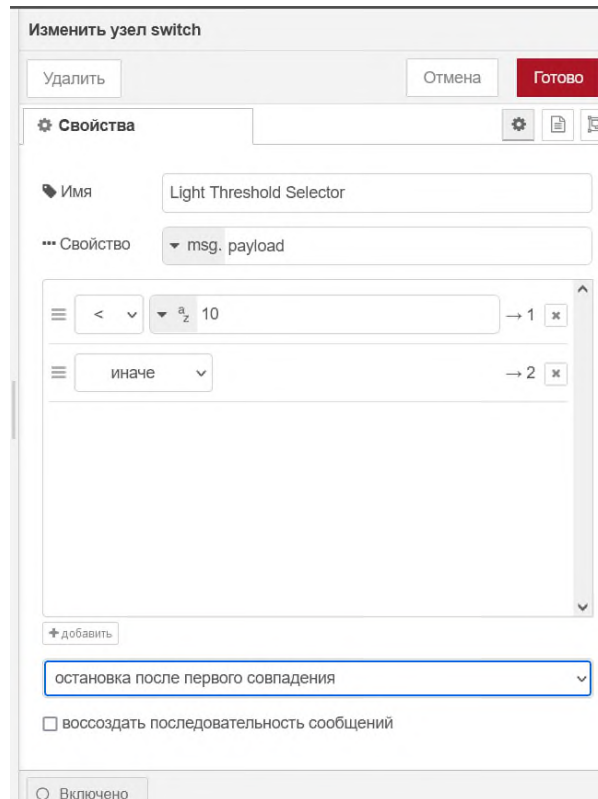 Изменить узел switch
Удалить
Отмена
Готово
Свойства
Имя
Light Threshold Selector
Свойство
msg. payload
< a z 10 → 1
иначе → 2
добавить
остановка после первого совпадения
воссоздать последовательность сообщений
Включено